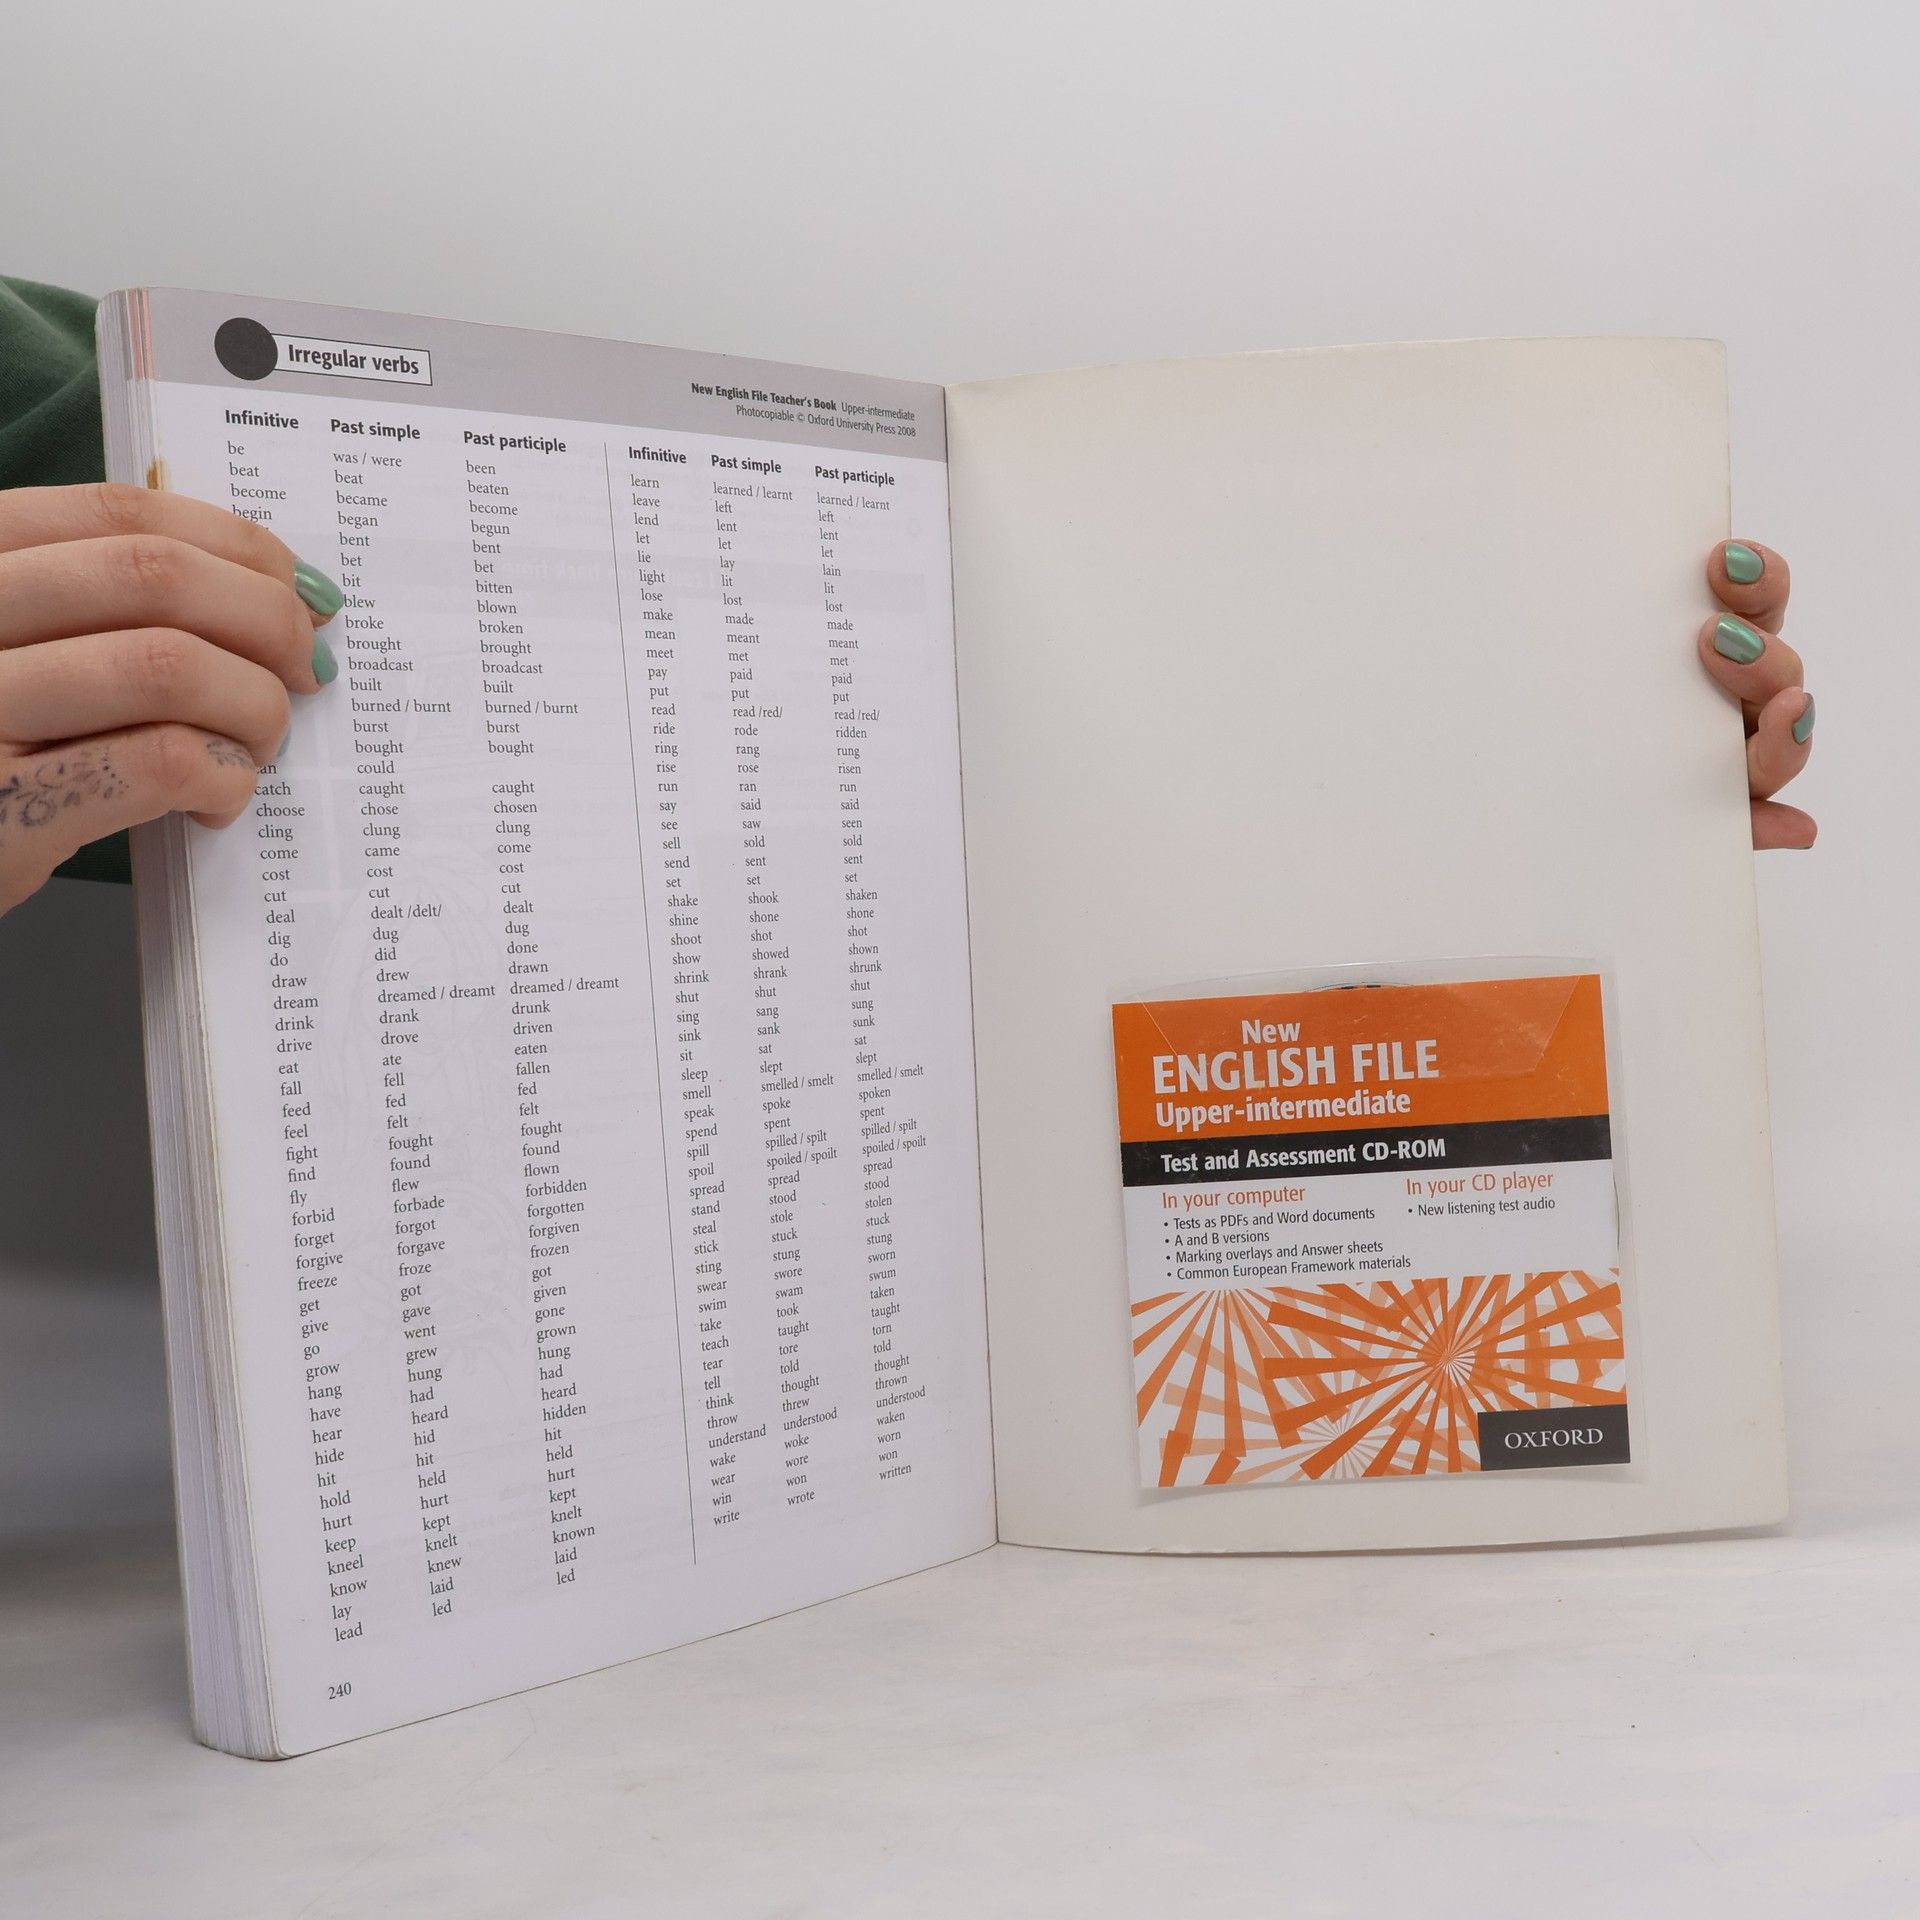 Irregular verbs
New English File Teacher's Book Upper-intermediate
Photocopiable © Oxford University Press 2008
Infinitive Past simple Past participle
be was / were been
beat beat beaten
become became become
begin began begun
bent bent
bet bet
bit bitten
blew blown
broke broken
brought brought
broadcast broadcast
built built
burned / burnt burned / burnt
burst burst
bought bought
could
catch caught caught
choose chose chosen
cling clung clung
come came come
cost cost cost
cut cut cut
deal dealt /delt/ dealt
dig dug dug
do did done
draw drew drawn
dream dreamed / dreamt dreamed / dreamt
drink drank drunk
drive drove driven
eat ate eaten
fall fell fallen
feed fed fed
feel felt felt
fight fought fought
find found found
fly flew flown
forbid forbade forbidden
forget forgot forgotten
forgive forgave forgiven
freeze froze frozen
get got got
give gave given
go went gone
grow grew grown
hang hung hung
have had had
hear heard heard
hide hid hidden
hit hit hit
hold held held
hurt hurt hurt
keep kept kept
kneel knelt knelt
know knew known
lay laid laid
lead led led
Infinitive Past simple Past participle
learn learned / learnt learned / learnt
leave left left
lend lent lent
let let let
lie lay lain
light lit lit
lose lost lost
make made made
mean meant meant
meet met met
pay paid paid
put put put
read read /red/ read /red/
ride rode ridden
ring rang rung
rise rose risen
run ran run
say said said
see saw seen
sell sold sold
send sent sent
set set set
shake shook shaken
shine shone shone
shoot shot shot
show showed shown
shrink shrank shrunk
shut shut shut
sing sang sung
sink sank sunk
sit sat sat
sleep slept slept
smell smelled / smelt smelled / smelt
speak spoke spoken
spend spent spent
spill spilled / spilt spilled / spilt
spoil spoiled / spoilt spoiled / spoilt
spread spread spread
stand stood stood
steal stole stolen
stick stuck stuck
sting stung stung
swear swore sworn
swim swam swum
take took taken
teach taught taught
tear tore torn
tell told told
think thought thought
throw threw thrown
understand understood understood
wake woke waken
wear wore worn
win won won
write wrote written
240
New
ENGLISH FILE
Upper-intermediate
Test and Assessment CD-ROM
In your computer
• Tests as PDFs and Word documents
• A and B versions
• Marking overlays and Answer sheets
• Common European Framework materials
In your CD player
• New listening test audio
OXFORD